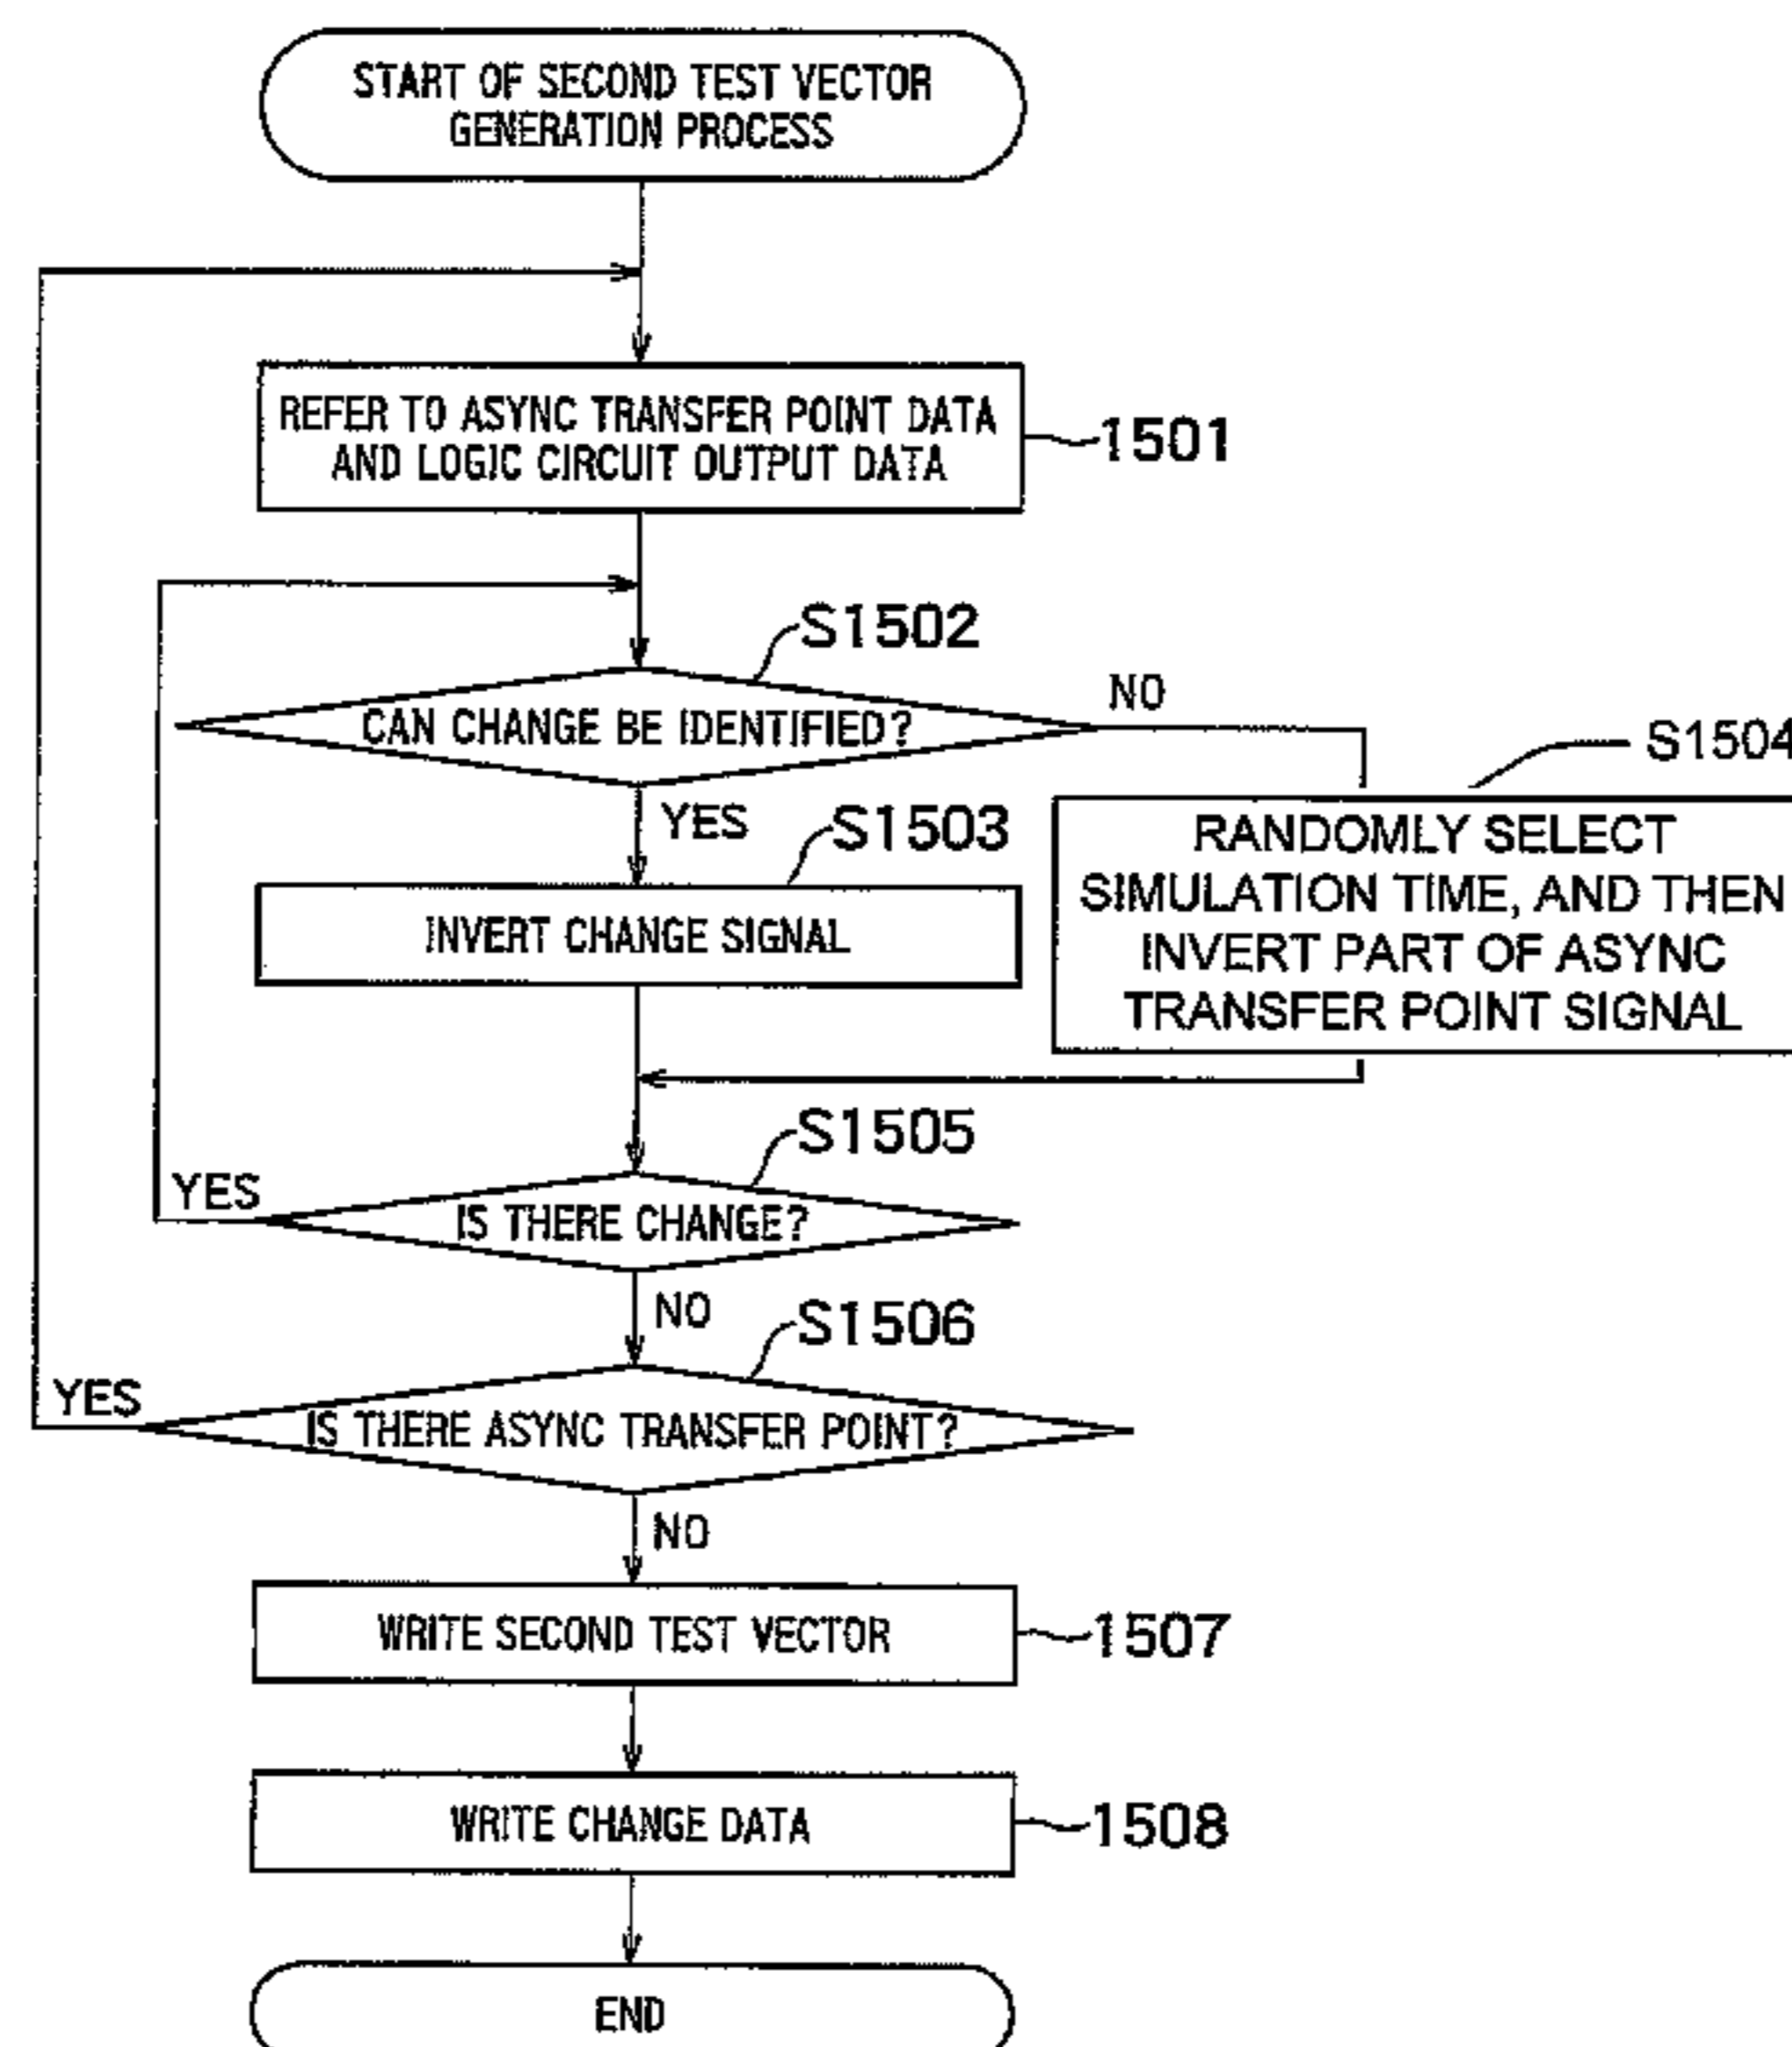 START OF SECOND TEST VECTOR
GENERATION PROCESS
REFER TO ASYNC TRANSFER POINT DATA
AND LOGIC CIRCUIT OUTPUT DATA
1501
S1502
CAN CHANGE BE IDENTIFIED?
NO
S1504
YES
S1503
INVERT CHANGE SIGNAL
RANDOMLY SELECT
SIMULATION TIME, AND THEN
INVERT PART OF ASYNC
TRANSFER POINT SIGNAL
S1505
YES
IS THERE CHANGE?
NO
S1506
YES
IS THERE ASYNC TRANSFER POINT?
NO
WRITE SECOND TEST VECTOR
1507
WRITE CHANGE DATA
1508
END